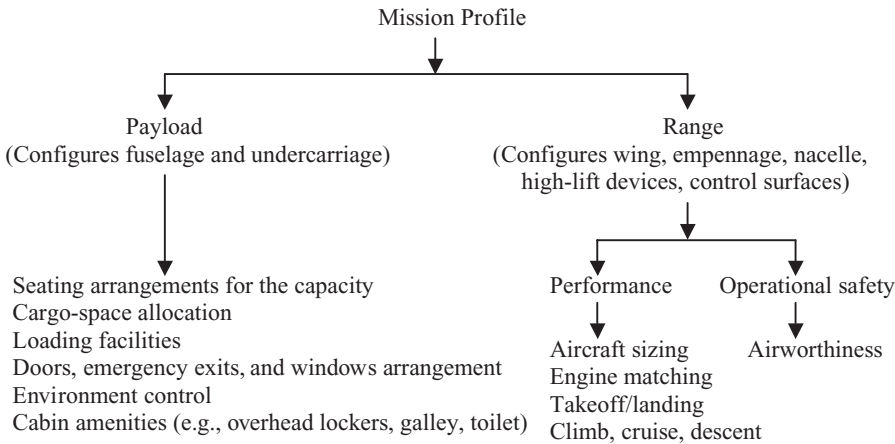 Mission Profile
Payload
(Configures fuselage and undercarriage)
Range
(Configures wing, empennage, nacelle,
high-lift devices, control surfaces)
Seating arrangements for the capacity
Cargo-space allocation
Loading facilities
Doors, emergency exits, and windows arrangement
Environment control
Cabin amenities (e.g., overhead lockers, galley, toilet)
Performance
Aircraft sizing
Engine matching
Takeoff/landing
Climb, cruise, descent
Operational safety
Airworthiness